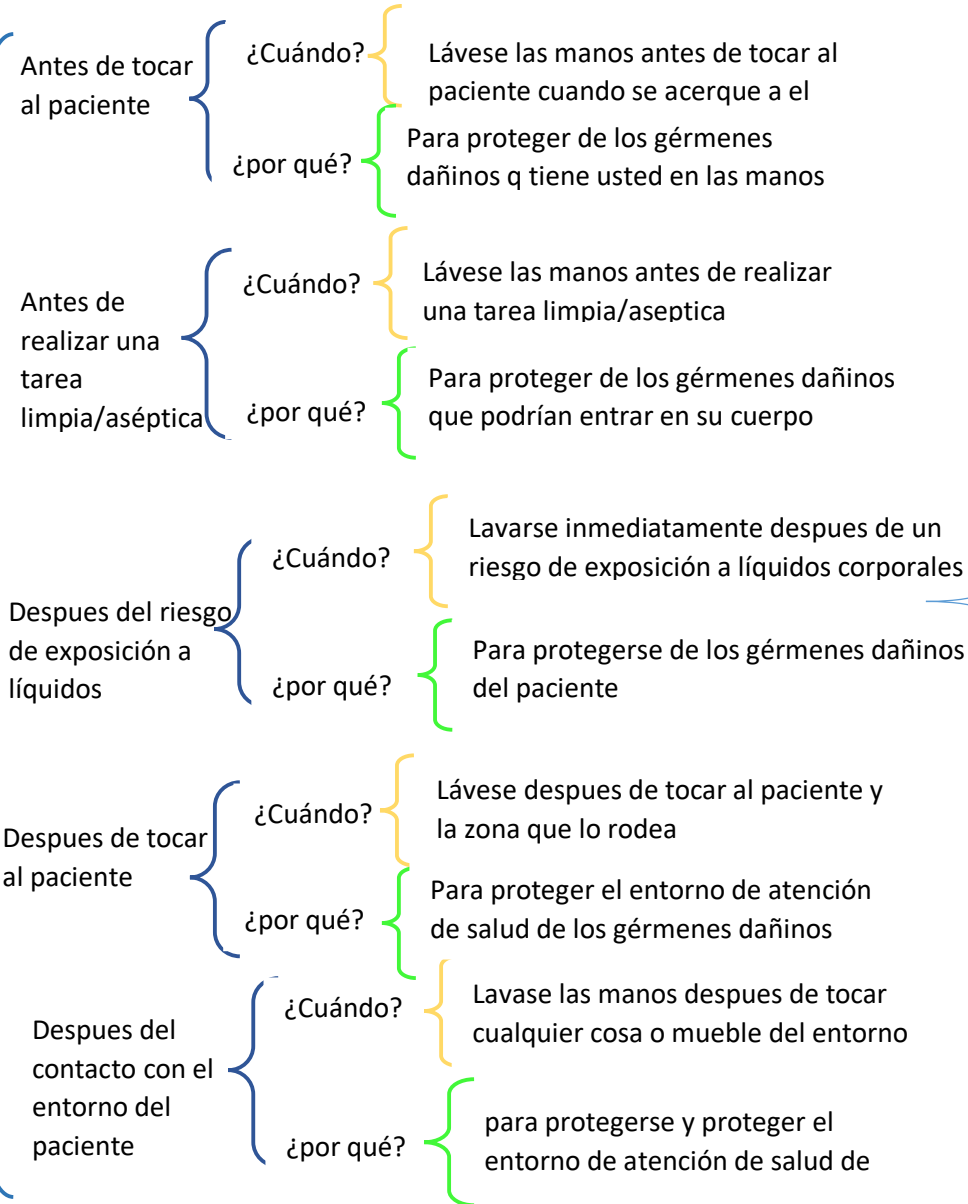 Antes de tocar
al paciente
¿Cuándo?
Lávese las manos antes de tocar al
paciente cuando se acerque a el
¿por qué?
Para proteger de los gérmenes
dañinos q tiene usted en las manos
Antes de
realizar una
tarea
limpia/aséptica
¿Cuándo?
Lávese las manos antes de realizar
una tarea limpia/aseptica
¿por qué?
Para proteger de los gérmenes dañinos
que podrían entrar en su cuerpo
Despues del riesgo
de exposición a
líquidos
¿Cuándo?
Lavarse inmediatamente despues de un
riesgo de exposición a líquidos corporales
¿por qué?
Para protegerse de los gérmenes dañinos
del paciente
Despues de tocar
al paciente
¿Cuándo?
Lávese despues de tocar al paciente y
la zona que lo rodea
¿por qué?
Para proteger el entorno de atención
de salud de los gérmenes dañinos
Despues del
contacto con el
entorno del
paciente
¿Cuándo?
Lavase las manos despues de tocar
cualquier cosa o mueble del entorno
¿por qué?
para protegerse y proteger el
entorno de atención de salud de